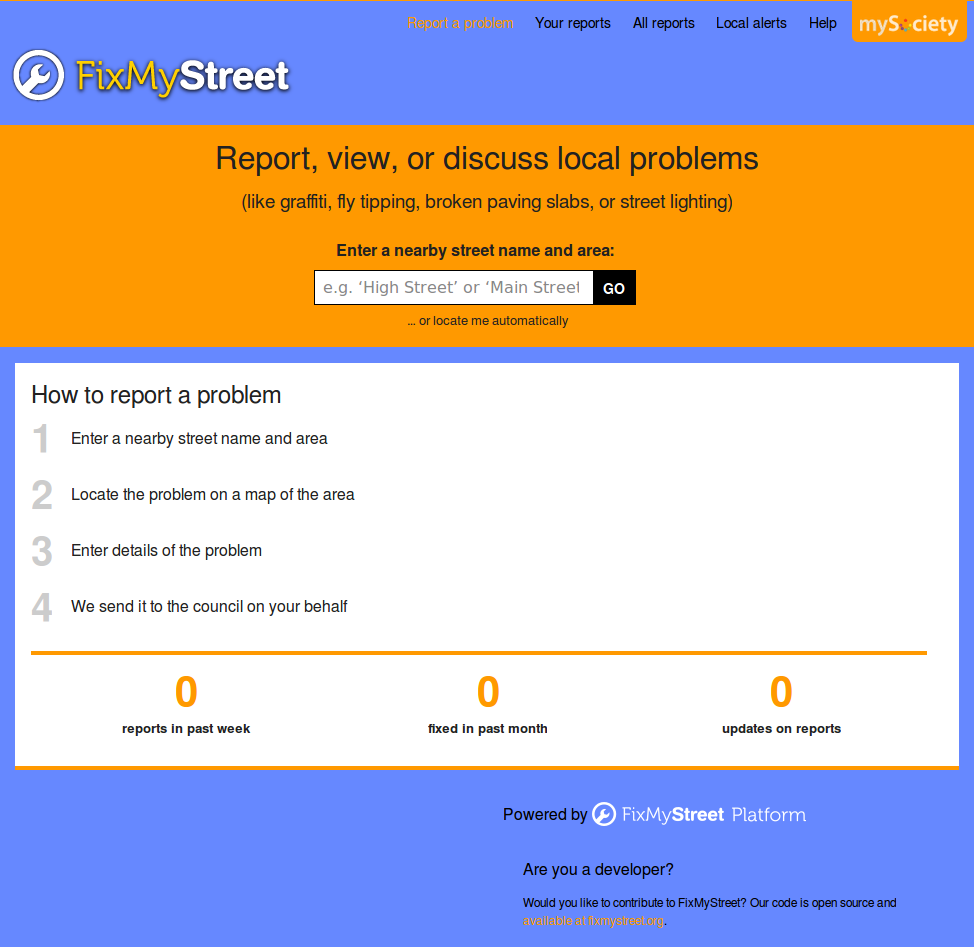 Report a problem Your reports All reports Local alerts Help mySociety
FixMyStreet
Report, view, or discuss local problems
(like graffiti, fly tipping, broken paving slabs, or street lighting)
Enter a nearby street name and area:
e.g. ‘High Street’ or ‘Main Street GO
... or locate me automatically
How to report a problem
1 Enter a nearby street name and area
2 Locate the problem on a map of the area
3 Enter details of the problem
4 We send it to the council on your behalf
0 0 0
reports in past week fixed in past month updates on reports
Powered by FixMyStreet Platform
Are you a developer?
Would you like to contribute to FixMyStreet? Our code is open source and
available at fixmystreet.org.